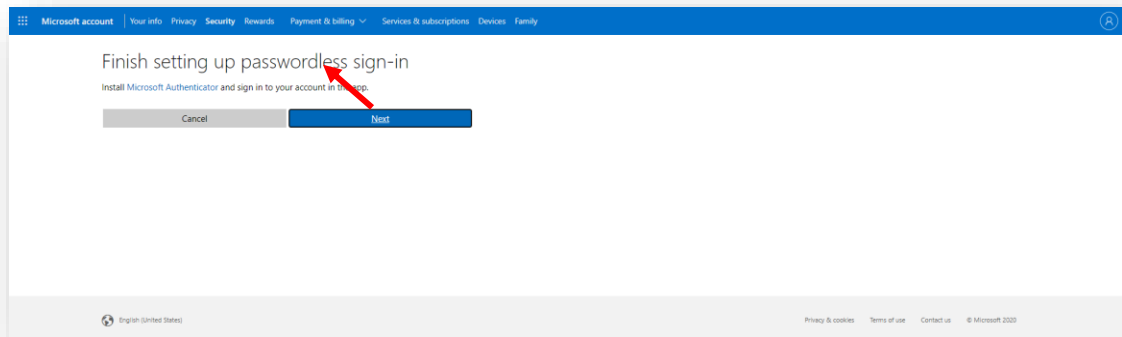 Microsoft account Your info Privacy Security Rewards Payment & billing Services & subscriptions Devices Family
Finish setting up passwordless sign-in
Install Microsoft Authenticator and sign in to your account in the app.
Cancel Next
English (United States) Privacy & cookies Terms of use Contact us © Microsoft 2020